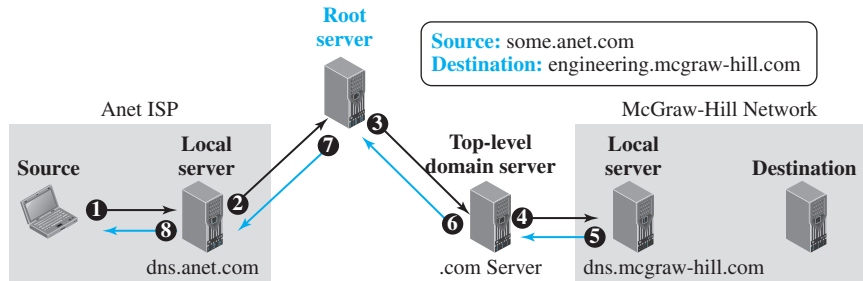 Root
server
Source: some.anet.com
Destination: engineering.mcgraw-hill.com
Anet ISP
McGraw-Hill Network
Source
Local
server
Top-level
domain server
Local
server
Destination
1
2
3
4
5
6
7
8
dns.anet.com
.com Server
dns.mcgraw-hill.com